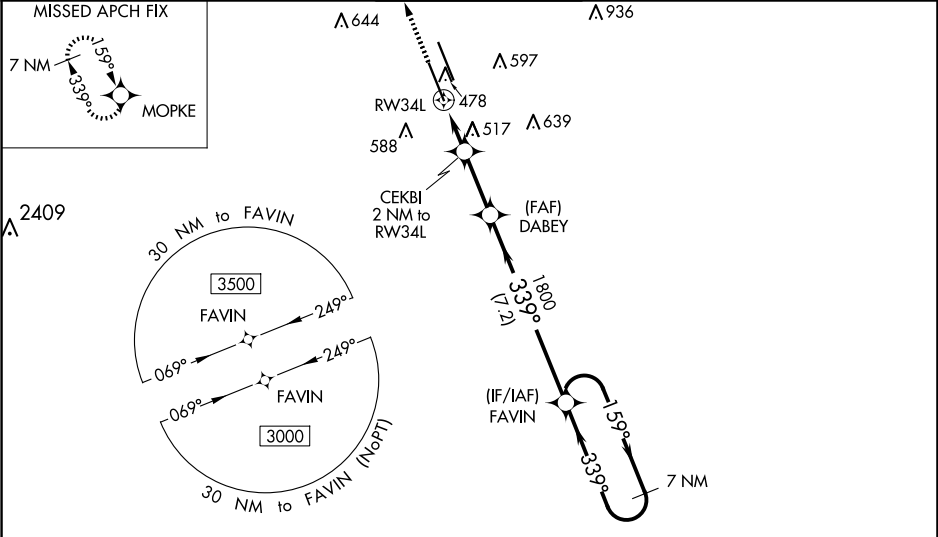 MISSED APCH FIX
7 NM
159°
339°
MOPKE
644
936
597
RW34L
478
517
639
588
CEKBI
2 NM to
RW34L
(FAF)
DABEY
2409
30 NM to FAVIN
3500
FAVIN
249°
069°
249°
069°
FAVIN
3000
30 NM to FAVIN (NoPT)
1800
339°
(7.2)
(IF/IAF)
FAVIN
159°
339°
7 NM